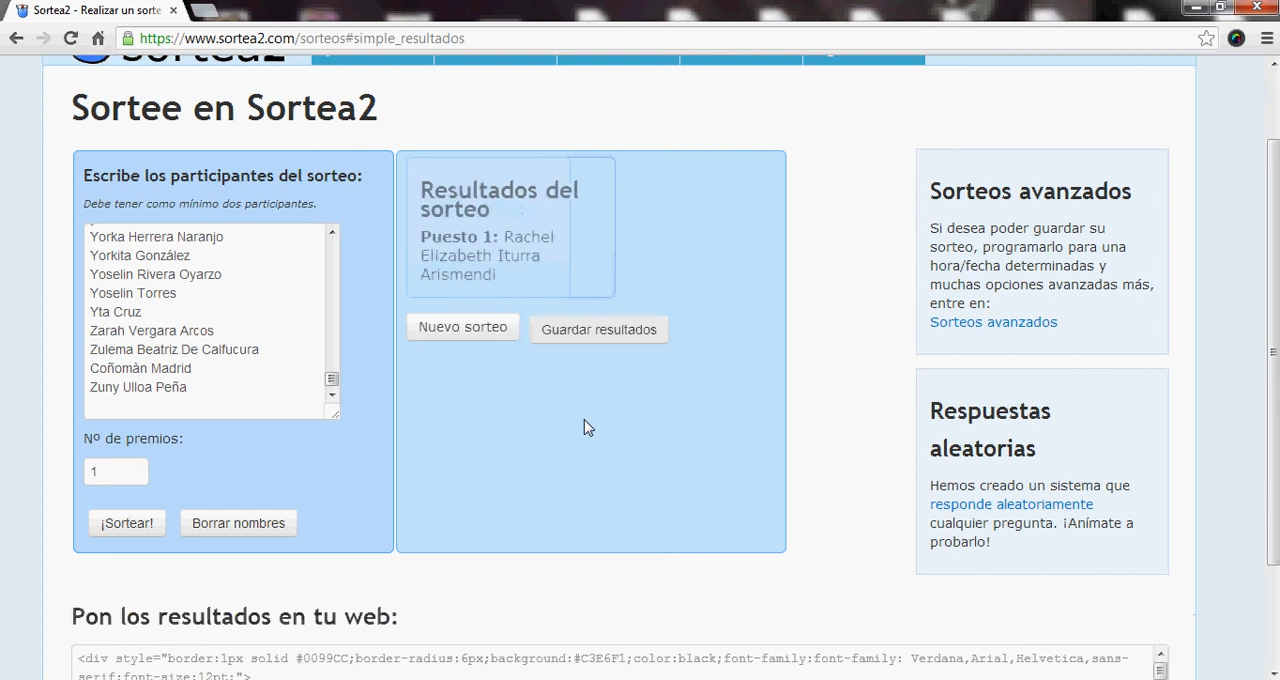 Sortea2 - Realizar un sorte
https://www.sortea2.com/sorteos#simple_resultados
sortea2
Sortee en Sortea2
Escribe los participantes del sorteo:
Debe tener como mínimo dos participantes.
Yorka Herrera Naranjo
Yorkita González
Yoselin Rivera Oyarzo
Yoselin Torres
Yta Cruz
Zarah Vergara Arcos
Zulema Beatriz De Calfucura
Coñomàn Madrid
Zuny Ulloa Peña
Nº de premios:
1
¡Sortear!
Borrar nombres
Resultados del
sorteo
Puesto 1: Rachel
Elizabeth Iturra
Arismendi
Nuevo sorteo
Guardar resultados
Sorteos avanzados
Si desea poder guardar su
sorteo, programarlo para una
hora/fecha determinadas y
muchas opciones avanzadas más,
entre en:
Sorteos avanzados
Respuestas
aleatorias
Hemos creado un sistema que
responde aleatoriamente
cualquier pregunta. ¡Anímate a
probarlo!
Pon los resultados en tu web:
<div style="border:1px solid #0099CC;border-radius:6px;background:#C3E6F1;color:black;font-family:font-family: Verdana,Arial,Helvetica,sans-
serif;font-size:12pt;">